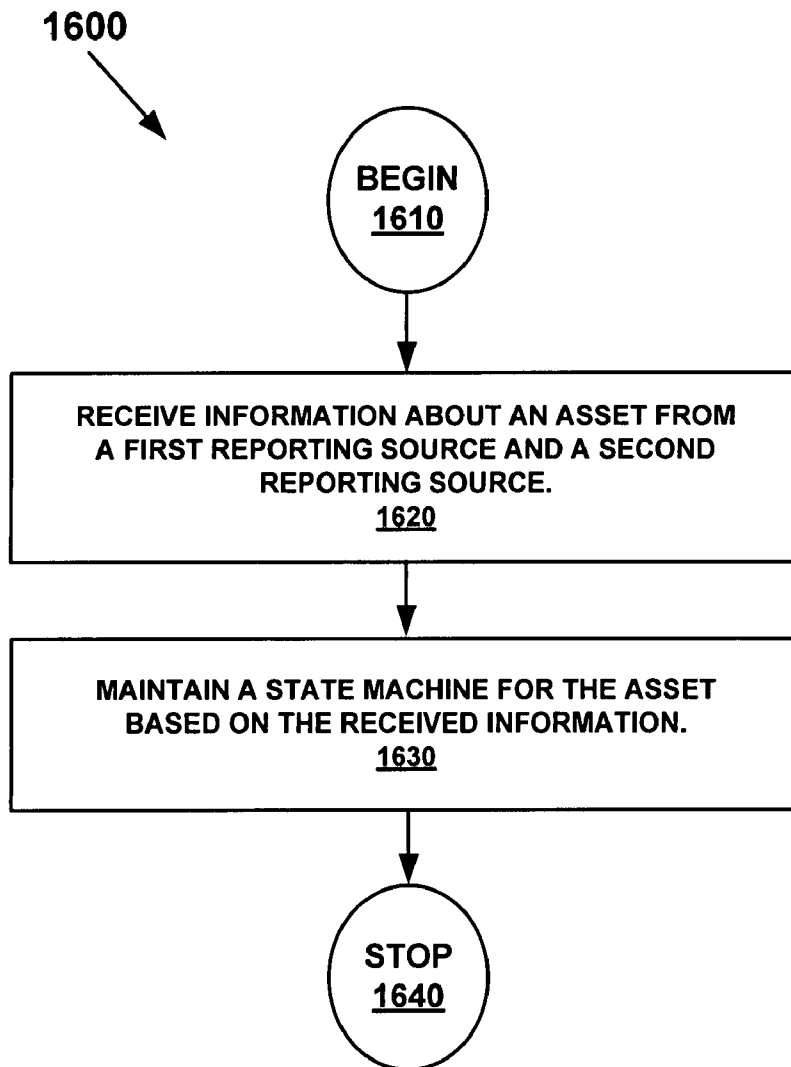 1600
BEGIN
1610
RECEIVE INFORMATION ABOUT AN ASSET FROM
A FIRST REPORTING SOURCE AND A SECOND
REPORTING SOURCE.
1620
MAINTAIN A STATE MACHINE FOR THE ASSET
BASED ON THE RECEIVED INFORMATION.
1630
STOP
1640